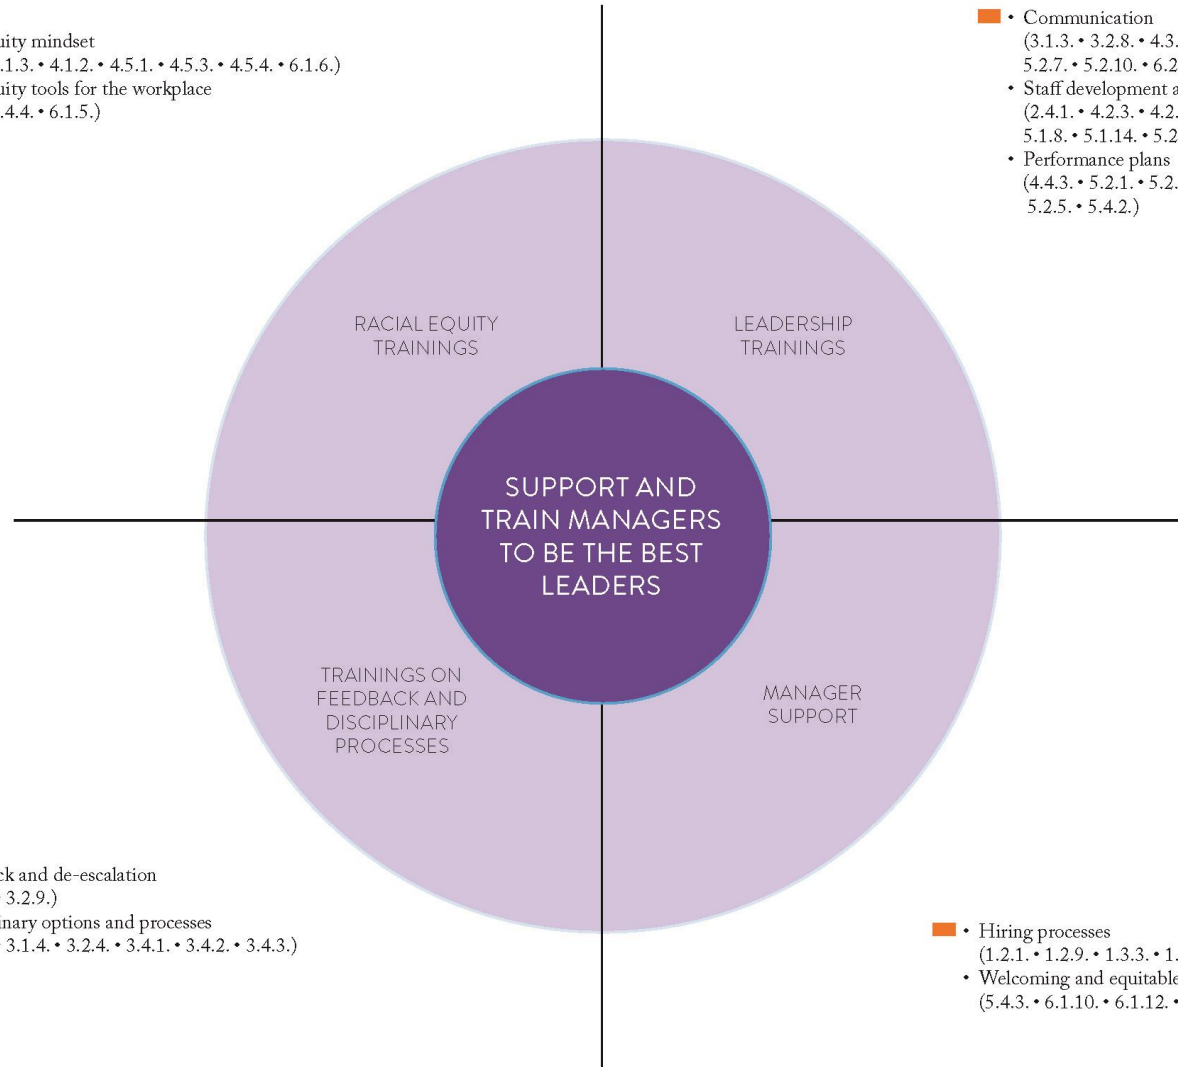 uity mindset
.1.3. • 4.1.2. • 4.5.1. • 4.5.3. • 4.5.4. • 6.1.6.)
uity tools for the workplace
.4.4. • 6.1.5.)
• Communication
(3.1.3. • 3.2.8. • 4.3.
5.2.7. • 5.2.10. • 6.2
• Staff development a
(2.4.1. • 4.2.3. • 4.2.
5.1.8. • 5.1.14. • 5.2
• Performance plans
(4.4.3. • 5.2.1. • 5.2.
5.2.5. • 5.4.2.)
RACIAL EQUITY
TRAININGS
LEADERSHIP
TRAININGS
SUPPORT AND
TRAIN MANAGERS
TO BE THE BEST
LEADERS
TRAININGS ON
FEEDBACK AND
DISCIPLINARY
PROCESSES
MANAGER
SUPPORT
ck and de-escalation
3.2.9.)
inary options and processes
• 3.1.4. • 3.2.4. • 3.4.1. • 3.4.2. • 3.4.3.)
• Hiring processes
(1.2.1. • 1.2.9. • 1.3.3. • 1.
• Welcoming and equitable
(5.4.3. • 6.1.10. • 6.1.12. •